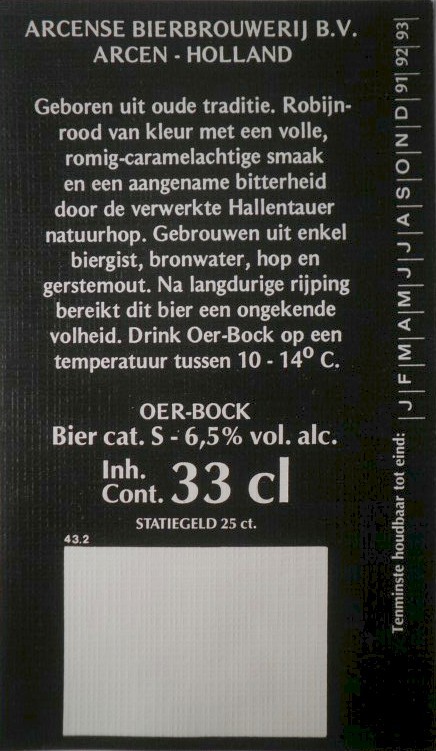 ARCENSE BIERBROUWERIJ B.V.
ARCEN - HOLLAND
Geboren uit oude traditie. Robijn-
rood van kleur met een volle,
romig-caramelachtige smaak
en een aangename bitterheid
door de verwerkte Hallentauer
natuurhop. Gebrouwen uit enkel
biergist, bronwater, hop en
gerstemout. Na langdurige rijping
bereikt dit bier een ongekende
volheid. Drink Oer-Bock op een
temperatuur tussen 10 - 14⁰ C.
OER-BOCK
Bier cat. S - 6,5% vol. alc.
Inh.
Cont. 33 cl
STATIEGELD 25 ct.
43.2
Tenminste houdbaar tot eind: |J|F|M|A|M|J|J|A|S|O|N|D|91|92|93|